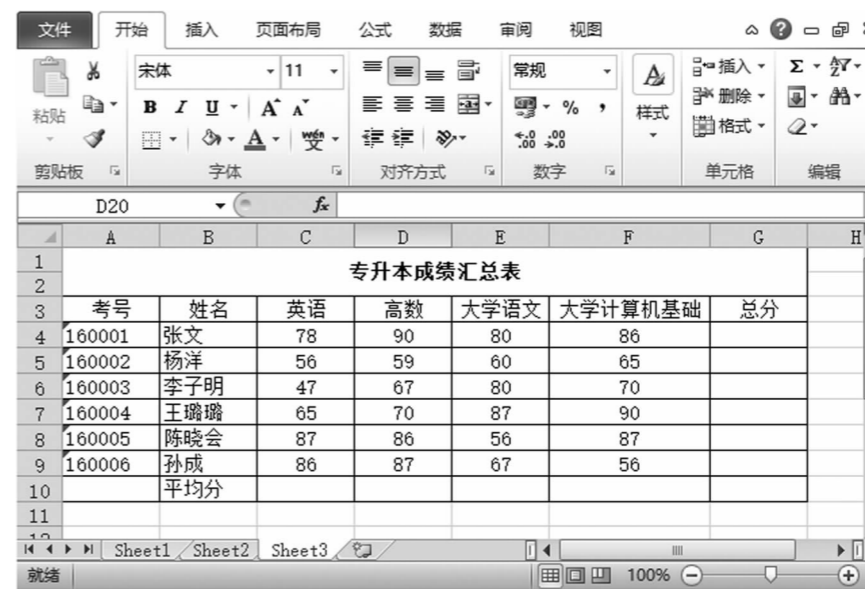 文件 开始 插入 页面布局 公式 数据 审阅 视图
宋体 11 常规 插入 Σ
粘贴 B I U A A % , 样式 删除
A wén 变 .00 .00 格式
剪贴板 字体 对齐方式 数字 单元格 编辑
D20 fx
A B C D E F G H
1 专升本成绩汇总表
2
3 考号 姓名 英语 高数 大学语文 大学计算机基础 总分
4 160001 张文 78 90 80 86
5 160002 杨洋 56 59 60 65
6 160003 李子明 47 67 80 70
7 160004 王璐璐 65 70 87 90
8 160005 陈晓会 87 86 56 87
9 160006 孙成 86 87 67 56
10 平均分
11
Sheet1 Sheet2 Sheet3
就绪 100%